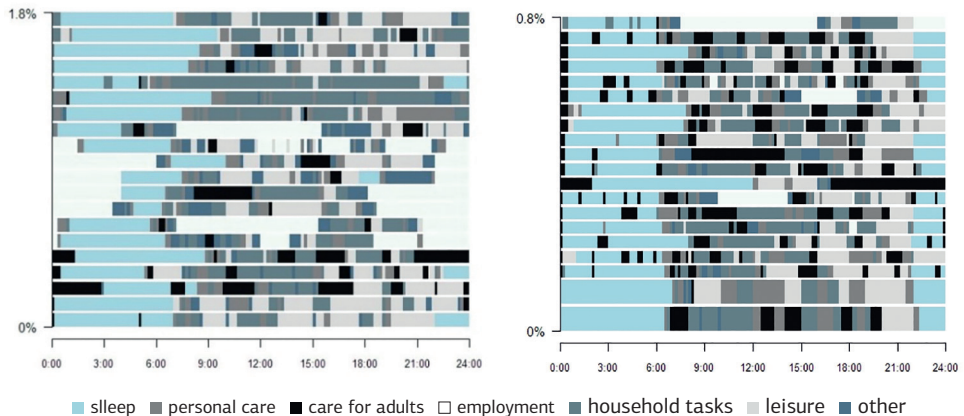 1.8%
0%
0:00 3:00 5:00 9:00 12:00 15:00 18:00 21:00 24:00
0.8%
0%
0:00 3:00 6:00 9:00 12:00 15:00 18:00 21:00 24:00
slleep personal care care for adults employment household tasks leisure other